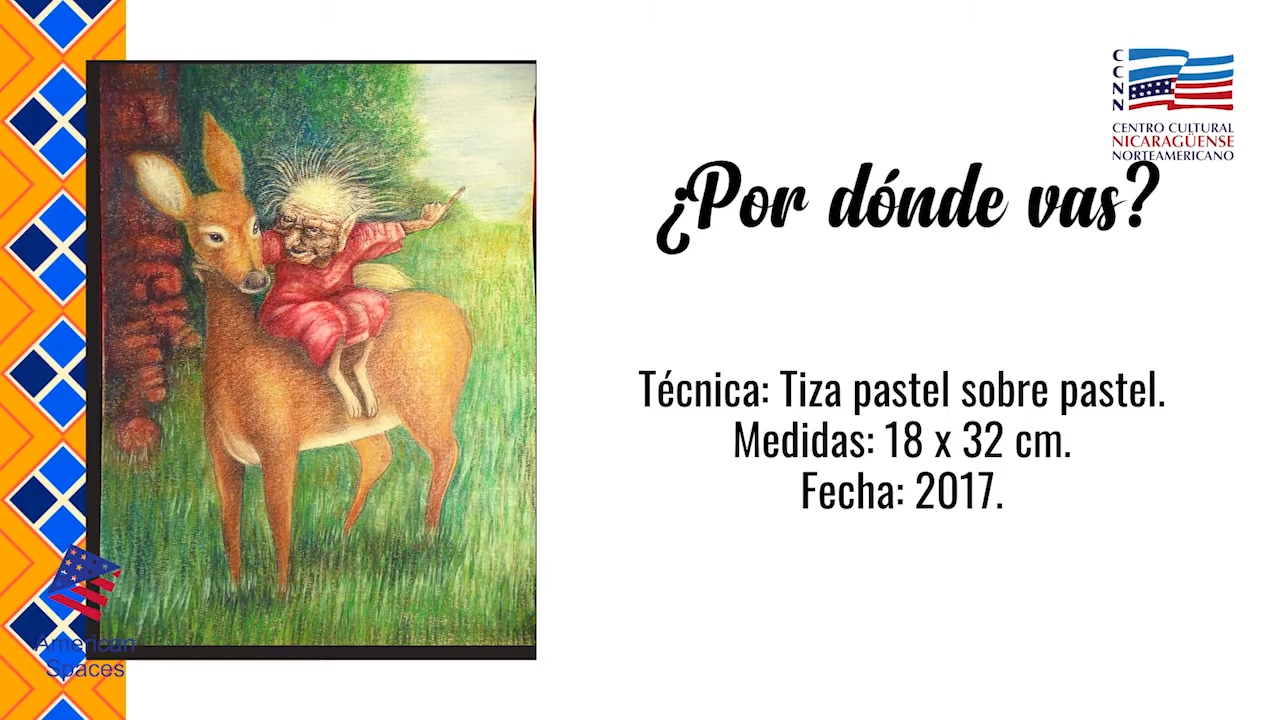 CCNN
CENTRO CULTURAL
NICARAGÜENSE
NORTEAMERICANO
¿Por dónde vas?
Técnica: Tiza pastel sobre pastel.
Medidas: 18 x 32 cm.
Fecha: 2017.
American
Spaces